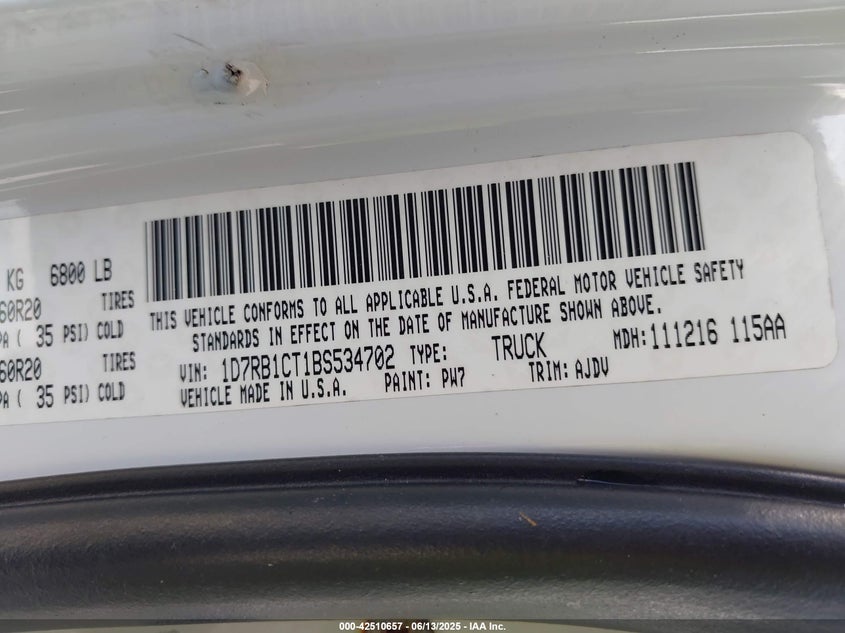 KG 6800 LB
60R20 TIRES
PA ( 35 PSI) COLD
60R20 TIRES
PA ( 35 PSI) COLD
THIS VEHICLE CONFORMS TO ALL APPLICABLE U.S.A. FEDERAL MOTOR VEHICLE SAFETY
STANDARDS IN EFFECT ON THE DATE OF MANUFACTURE SHOWN ABOVE.
VIN: 1D7RB1CT1BS534702 TYPE: TRUCK MDH: 111216 115AA
VEHICLE MADE IN U.S.A. PAINT: PW7 TRIM: AJDV
000-42510657 - 06/13/2025 - IAA Inc.